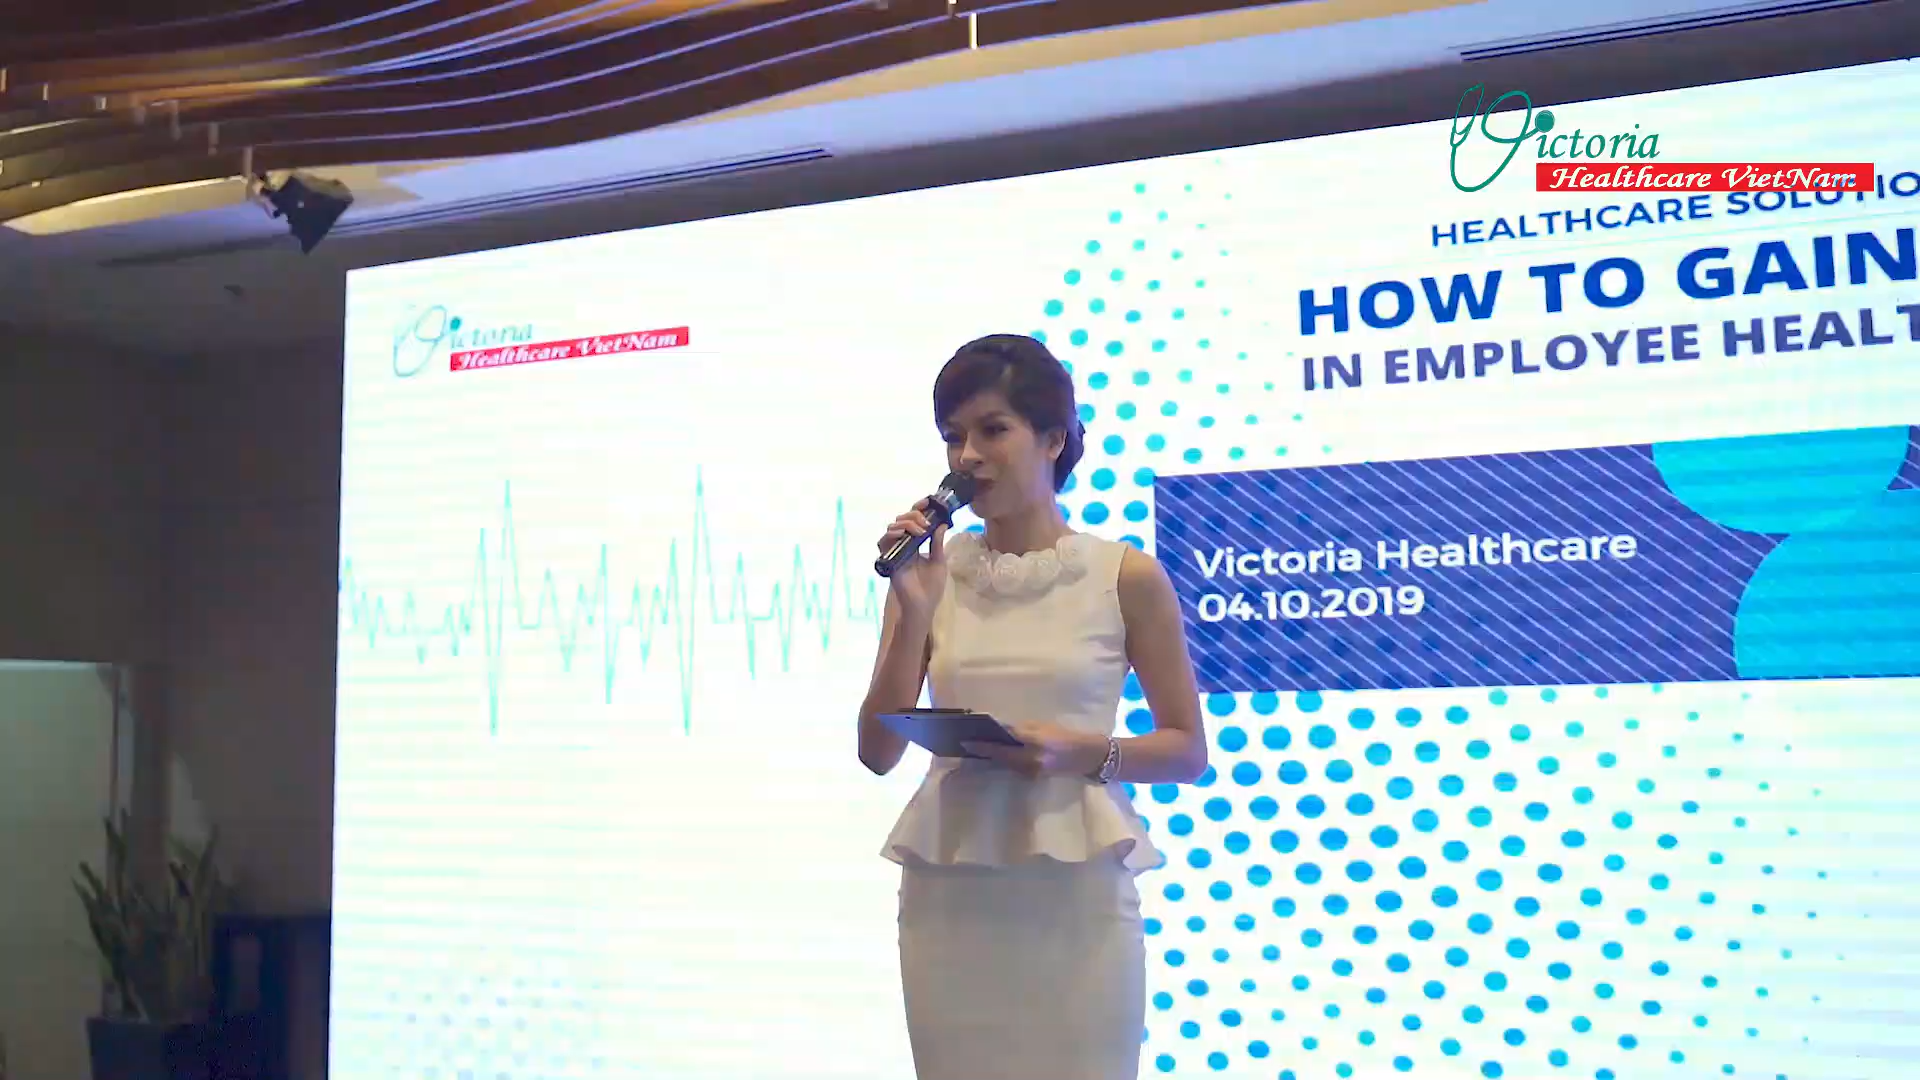 Victoria
Healthcare VietNam
HEALTHCARE SOLUTIO
HOW TO GAIN
IN EMPLOYEE HEALT
Victoria
Healthcare VietNam
Victoria Healthcare
04.10.2019